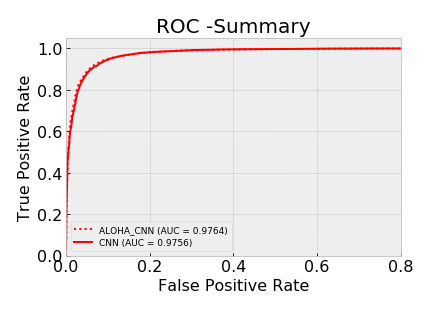 ROC -Summary
1.0
0.8
0.6
0.4
0.2
0.0
True Positive Rate
ALOHA_CNN (AUC = 0.9764)
CNN (AUC = 0.9756)
0.0 0.2 0.4 0.6 0.8
False Positive Rate